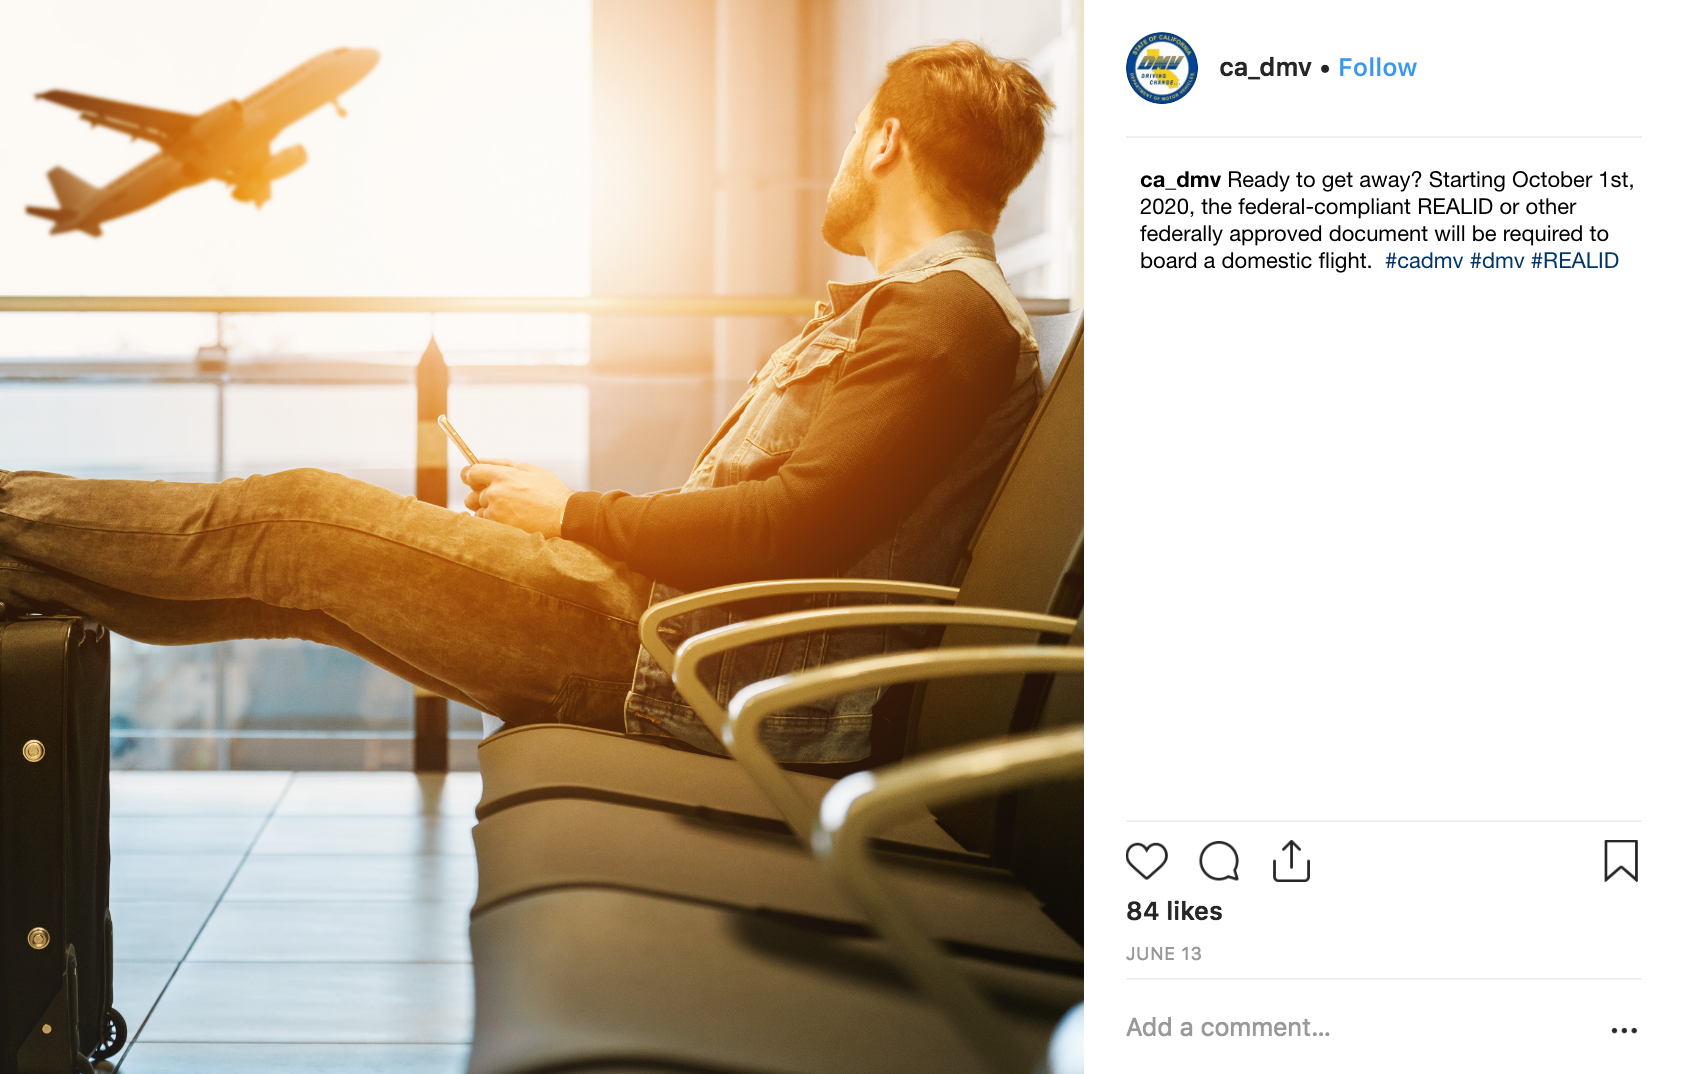 STATE OF CALIFORNIA
DMV
DRIVING
CHANGE
DEPARTMENT OF MOTOR VEHICLES
ca_dmv • Follow
ca_dmv Ready to get away? Starting October 1st,
2020, the federal-compliant REALID or other
federally approved document will be required to
board a domestic flight.  #cadmv #dmv #REALID
84 likes
JUNE 13
Add a comment...